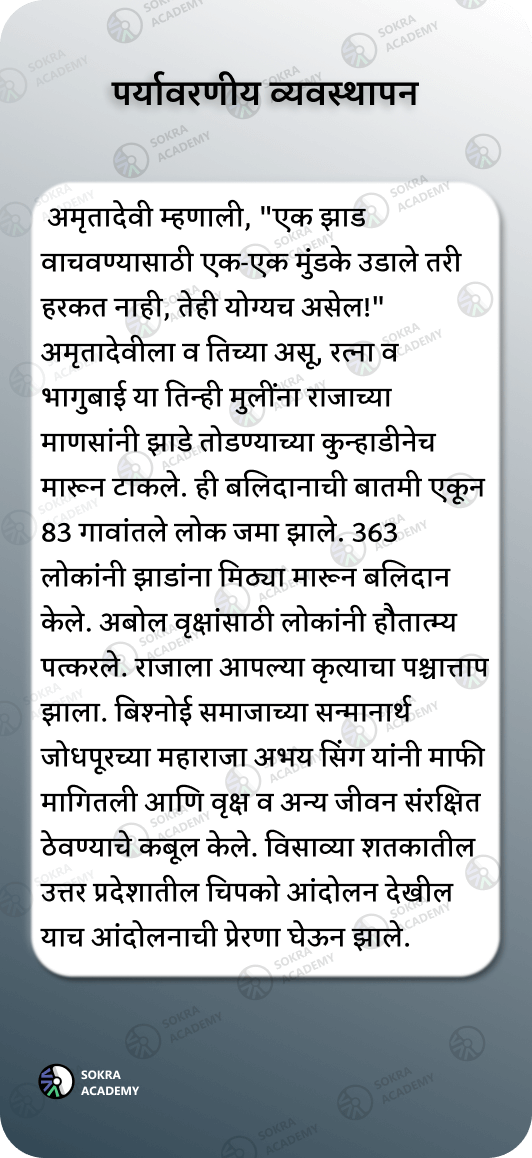 पर्यावरणीय व्यवस्थापन
अमृतादेवी म्हणाली, "एक झाड
वाचवण्यासाठी एक-एक मुंडके उडाले तरी
हरकत नाही, तेही योग्यच असेल!"
अमृतादेवीला व तिच्या असू, रत्ना व
भागुबाई या तिन्ही मुलींना राजाच्या
माणसांनी झाडे तोडण्याच्या कुऱ्हाडीनेच
मारून टाकले. ही बलिदानाची बातमी एकून
83 गावांतले लोक जमा झाले. 363
लोकांनी झाडांना मिठ्या मारून बलिदान
केले. अबोल वृक्षांसाठी लोकांनी हौतात्म्य
पत्करले. राजाला आपल्या कृत्याचा पश्चात्ताप
झाला. बिश्नोई समाजाच्या सन्मानार्थ
जोधपूरच्या महाराजा अभय सिंग यांनी माफी
मागितली आणि वृक्ष व अन्य जीवन संरक्षित
ठेवण्याचे कबूल केले. विसाव्या शतकातील
उत्तर प्रदेशातील चिपको आंदोलन देखील
याच आंदोलनाची प्रेरणा घेऊन झाले.
SOKRA
ACADEMY